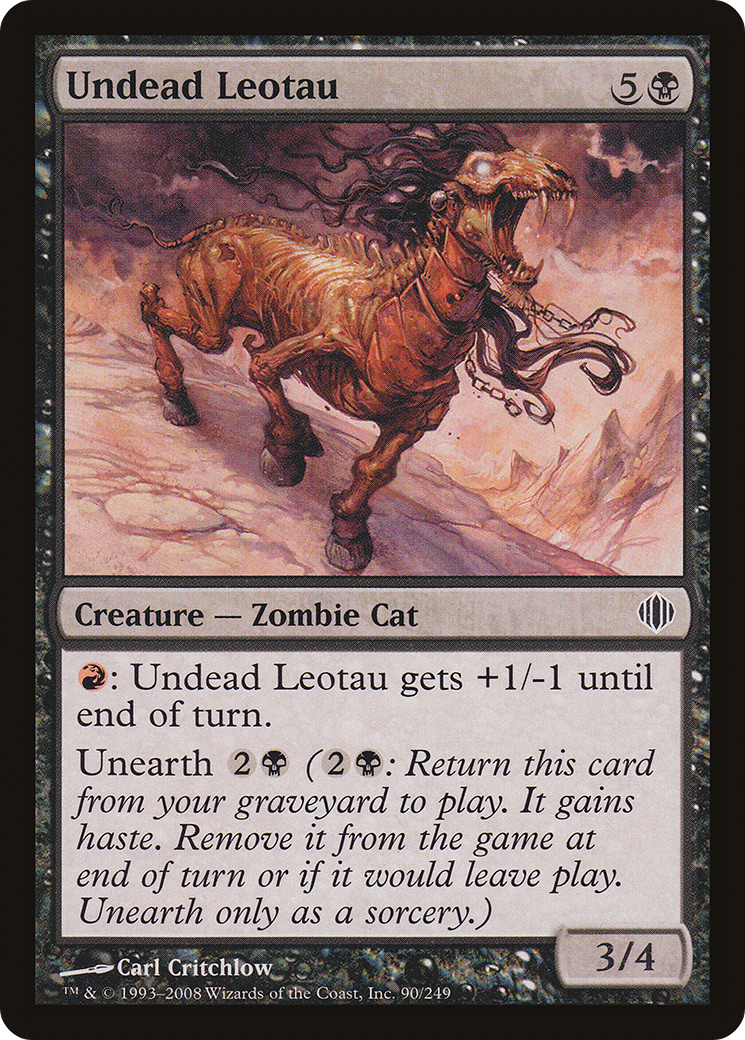 Undead Leotau 5
Creature — Zombie Cat
: Undead Leotau gets +1/-1 until
end of turn.
Unearth 2 (2: Return this card
from your graveyard to play. It gains
haste. Remove it from the game at
end of turn or if it would leave play.
Unearth only as a sorcery.)
3/4
Carl Critchlow
™ & © 1993–2008 Wizards of the Coast, Inc. 90/249